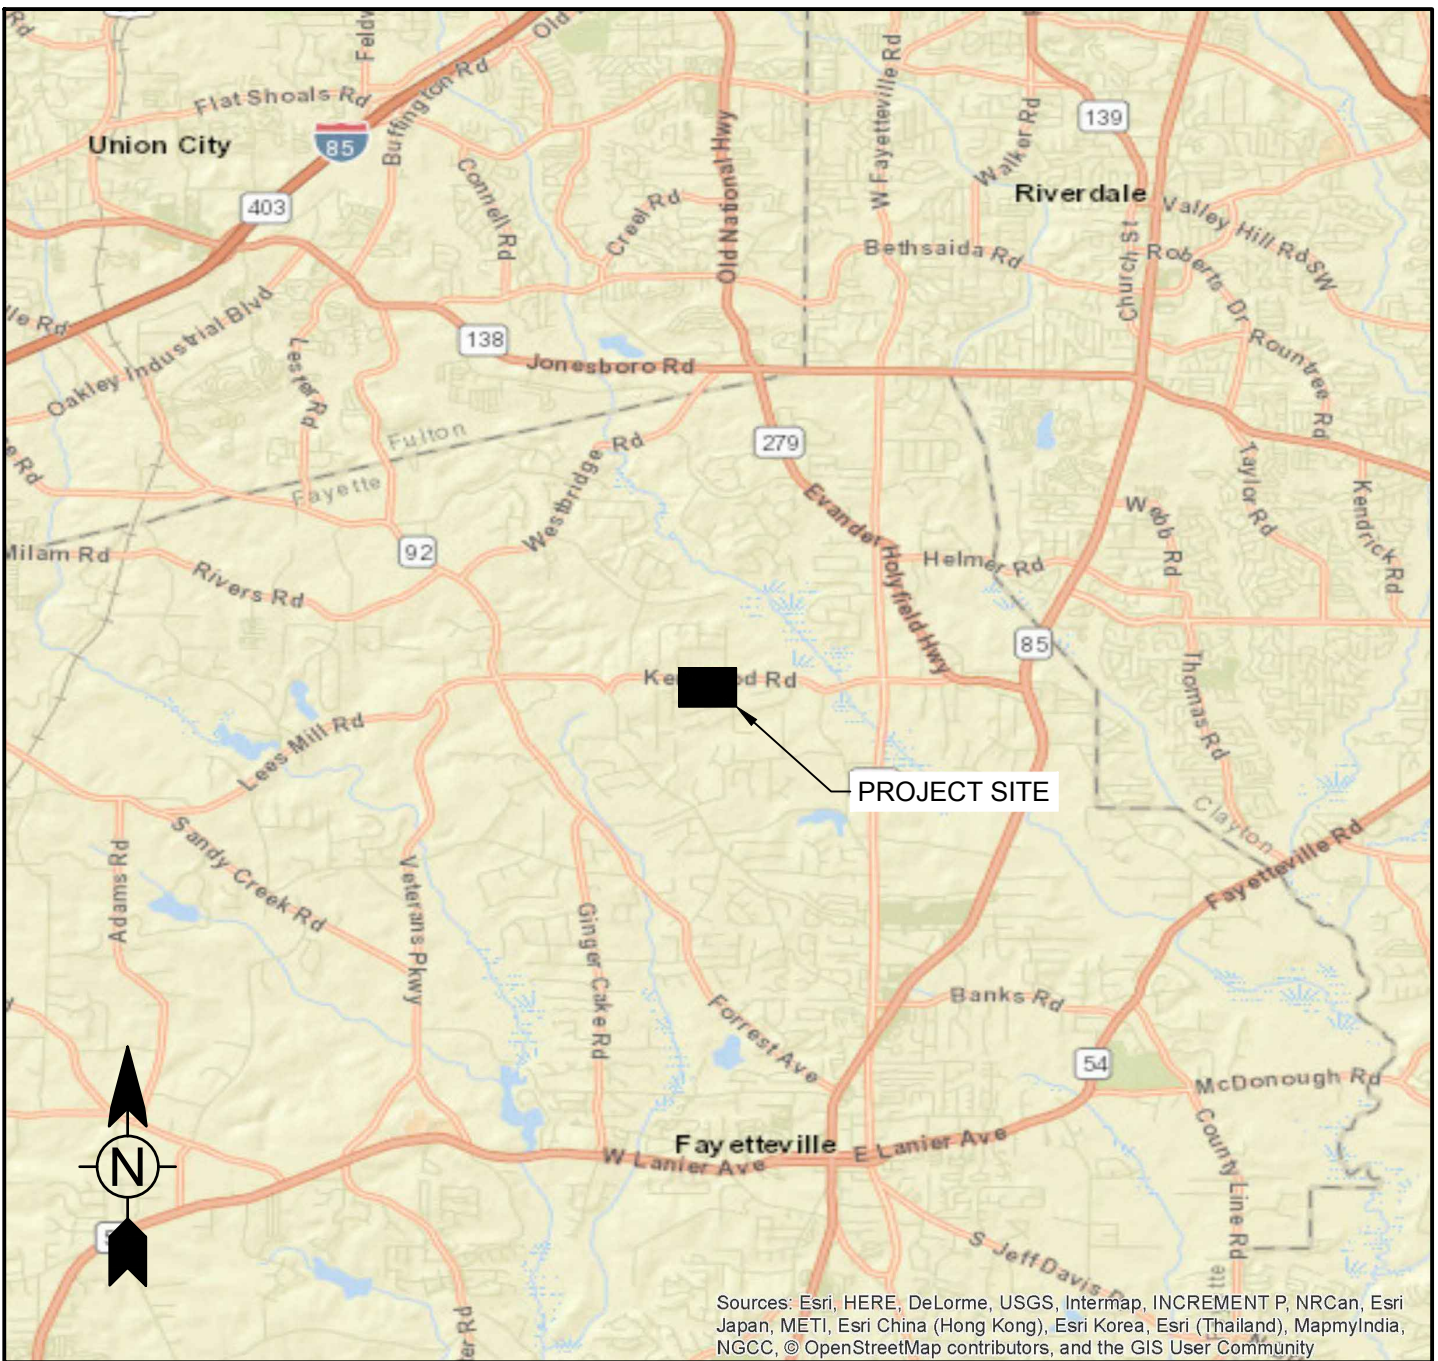 Rd
Feldw
Old
Flat Shoals Rd
Buffington Rd
Union City
85
403
Connell Rd
Creel Rd
Old National Hwy
W Fayetteville Rd
Walker Rd
139
Riverdale
Valley Hill Rd SW
Bethsaida Rd
Church St
Roberts Dr
Rountree Rd
Oakley Industrial Blvd
Lester Rd
138
Jonesboro Rd
Fulton
Fayette
Westbridge Rd
279
Evander Holyfield Hwy
Taylor Rd
Kendrick Rd
Webb Rd
92
Milam Rd
Rivers Rd
Helmer Rd
85
Thomas Rd
Rd
PROJECT SITE
Lees Mill Rd
Sandy Creek Rd
Adams Rd
Veterans Pkwy
Ginger Cake Rd
Forrest Ave
Clayton
Fayetteville Rd
Banks Rd
54
McDonough Rd
County Line Rd
Fayetteville
W Lanier Ave
E Lanier Ave
N
S Jeff Davis
Sources: Esri, HERE, DeLorme, USGS, Intermap, INCREMENT P, NRCan, Esri
Japan, METI, Esri China (Hong Kong), Esri Korea, Esri (Thailand), MapmyIndia,
NGCC, © OpenStreetMap contributors, and the GIS User Community